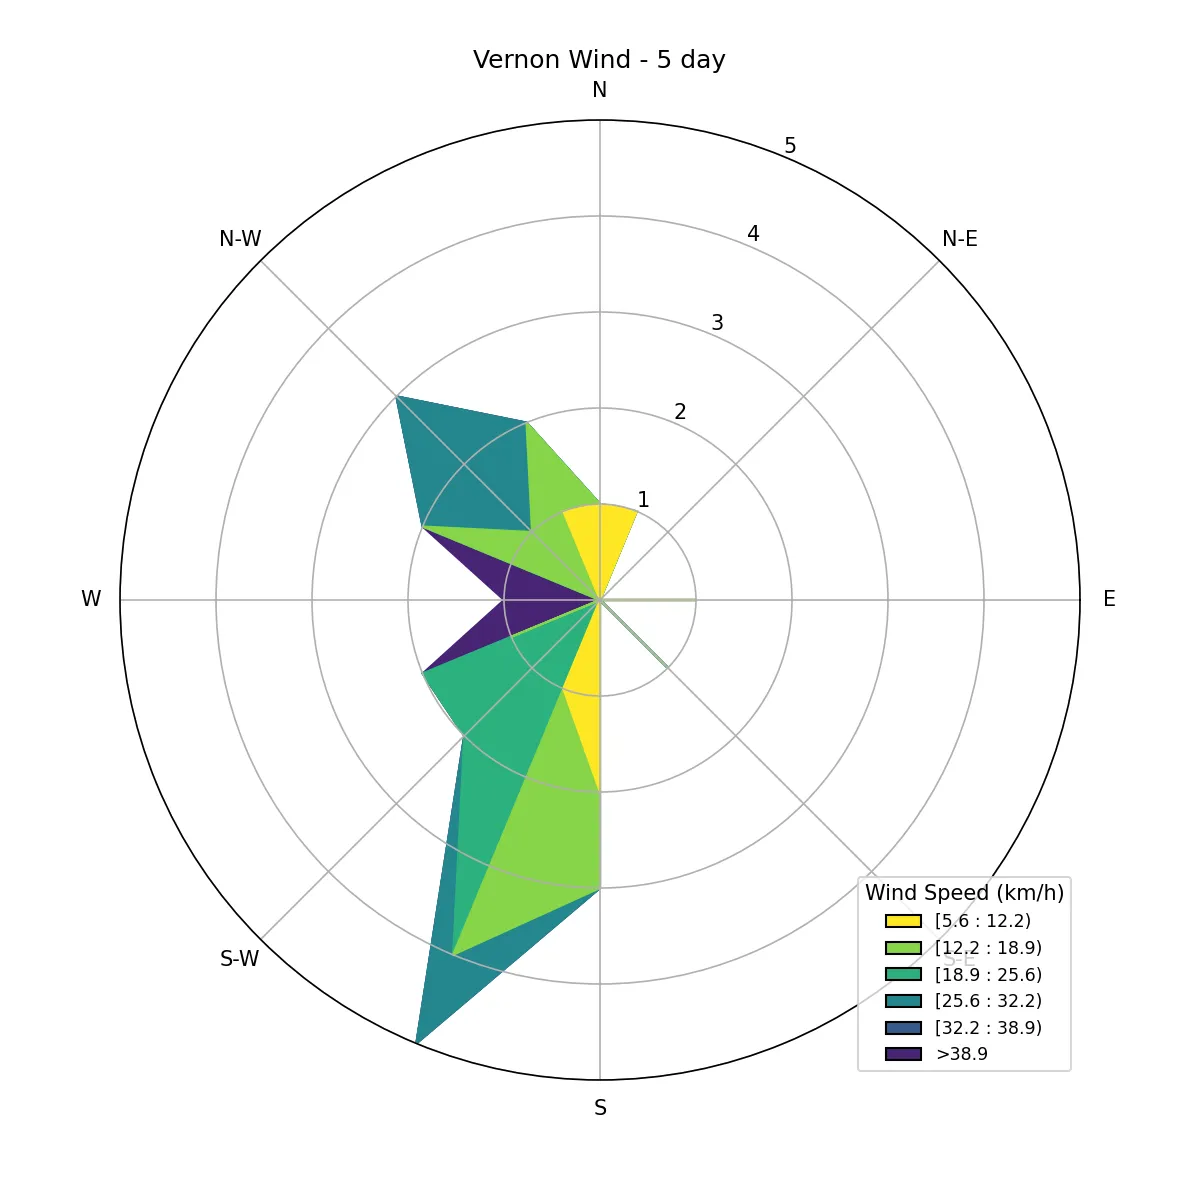 Vernon Wind - 5 day
N
5
N-W
4
N-E
3
2
1
W
E
S-W
S-E
S
Wind Speed (km/h)
[5.6 : 12.2)
[12.2 : 18.9)
[18.9 : 25.6)
[25.6 : 32.2)
[32.2 : 38.9)
>38.9